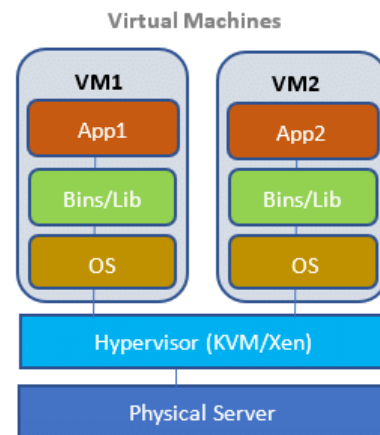 Virtual Machines
VM1
App1
Bins/Lib
OS
VM2
App2
Bins/Lib
OS
Hypervisor (KVM/Xen)
Physical Server